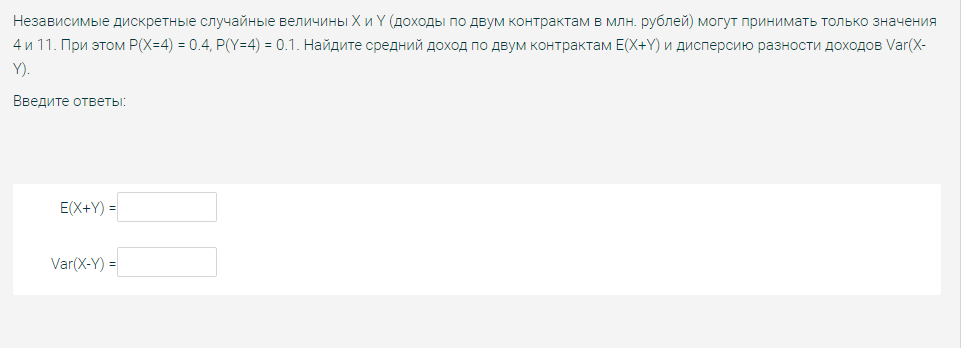 Независимые дискретные случайные величины X и Y (доходы по двум контрактам в млн. рублей) могут принимать только значения
4 и 11. При этом P(X=4) = 0.4, P(Y=4) = 0.1. Найдите средний доход по двум контрактам E(X+Y) и дисперсию разности доходов Var(X-
Y).
Введите ответы:
E(X+Y) =
Var(X-Y) =